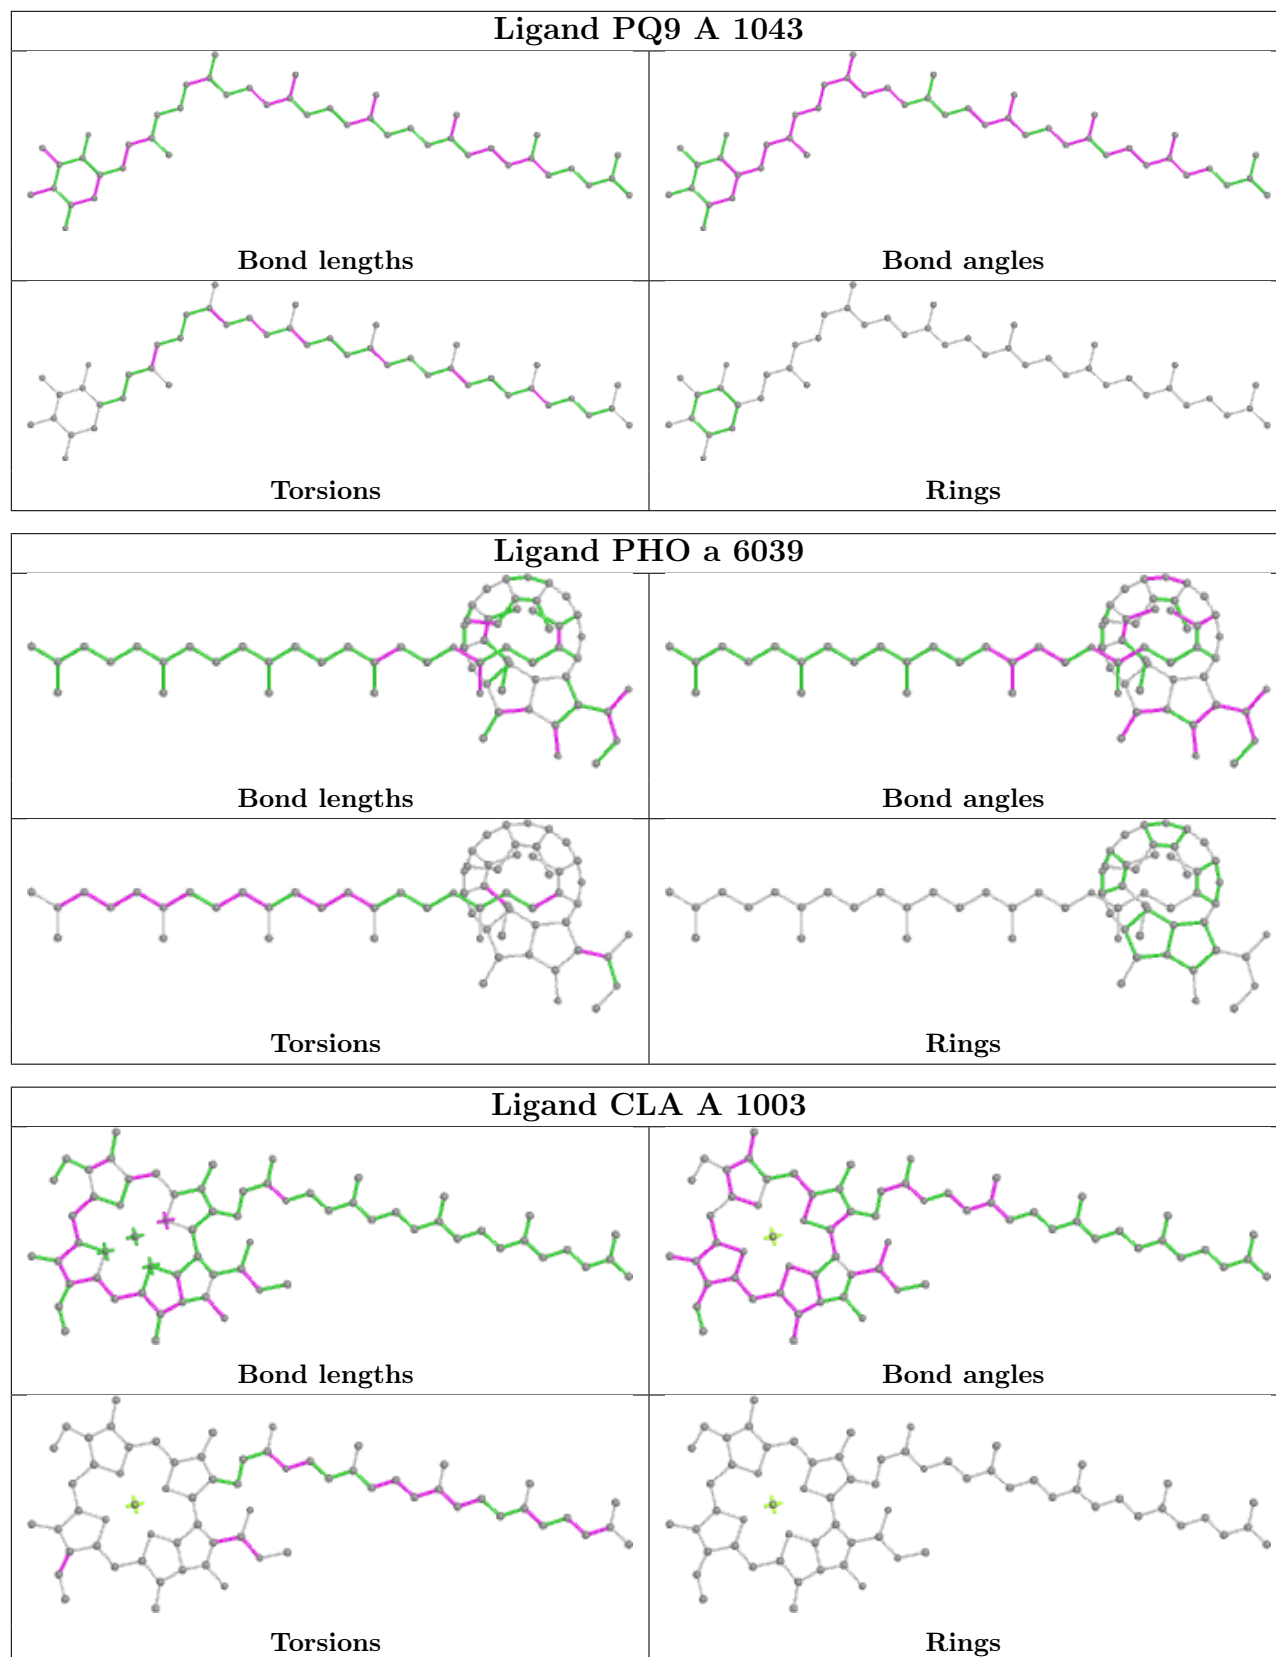 Ligand PQ9 A 1043
Bond lengths
Bond angles
Torsions
Rings
Ligand PHO a 6039
Bond lengths
Bond angles
Torsions
Rings
Ligand CLA A 1003
Bond lengths
Bond angles
Torsions
Rings